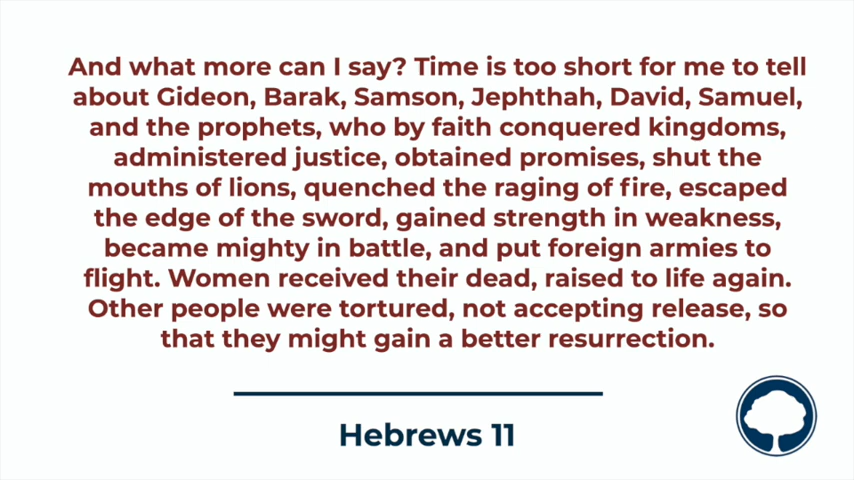 And what more can I say? Time is too short for me to tell
about Gideon, Barak, Samson, Jephthah, David, Samuel,
and the prophets, who by faith conquered kingdoms,
administered justice, obtained promises, shut the
mouths of lions, quenched the raging of fire, escaped
the edge of the sword, gained strength in weakness,
became mighty in battle, and put foreign armies to
flight. Women received their dead, raised to life again.
Other people were tortured, not accepting release, so
that they might gain a better resurrection.
Hebrews 11